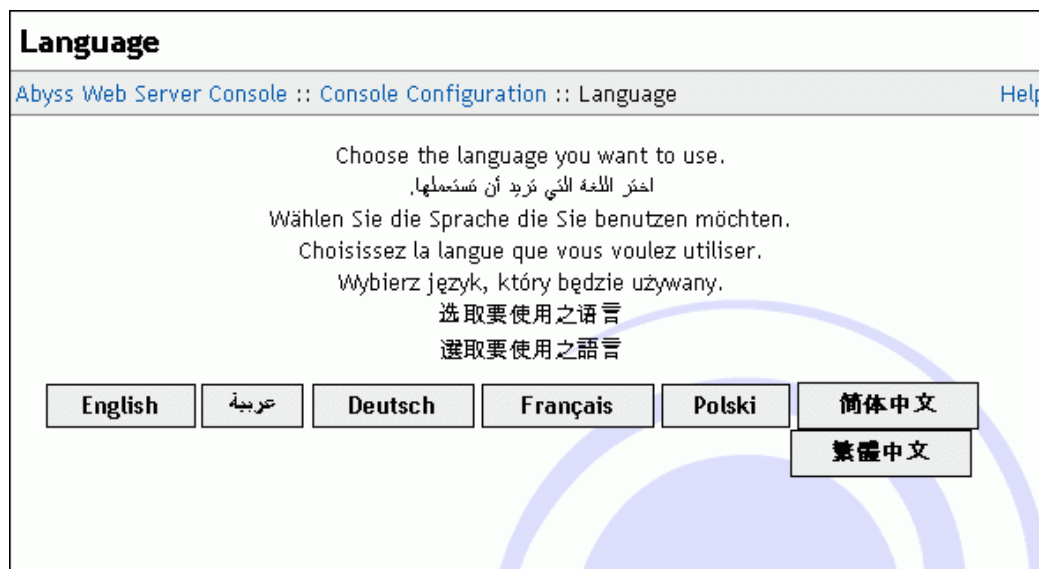 Language
Abyss Web Server Console :: Console Configuration :: Language Help
Choose the language you want to use.
اختر اللغة التي تريد أن تستعملها.
Wählen Sie die Sprache die Sie benutzen möchten.
Choisissez la langue que vous voulez utiliser.
Wybierz język, który będzie używany.
选取要使用之语言
選取要使用之語言
English عربية Deutsch Français Polski 简体中文
繁體中文